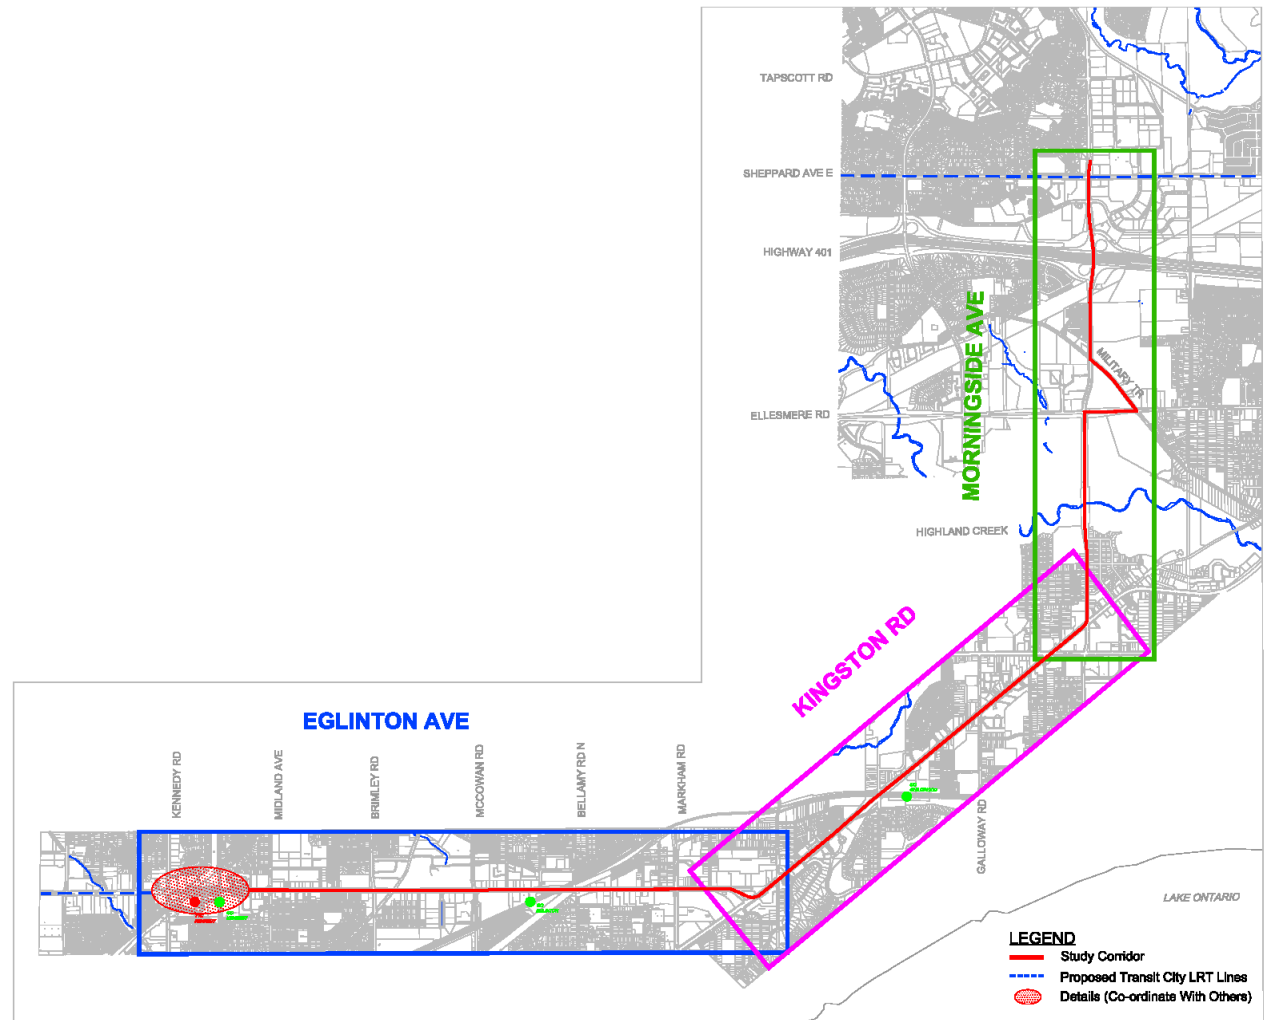 TAPSCOTT RD
SHEPPARD AVE E
HIGHWAY 401
MORNINGSIDE AVE
MILITARY TR
ELLESMERE RD
HIGHLAND CREEK
KINGSTON RD
EGLINTON AVE
KENNEDY RD
MIDLAND AVE
BRIMLEY RD
MCCOWAN RD
BELLAMY RD N
MARKHAM RD
GALLOWAY RD
LAKE ONTARIO
LEGEND
Study Corridor
Proposed Transit City LRT Lines
Details (Co-ordinate With Others)